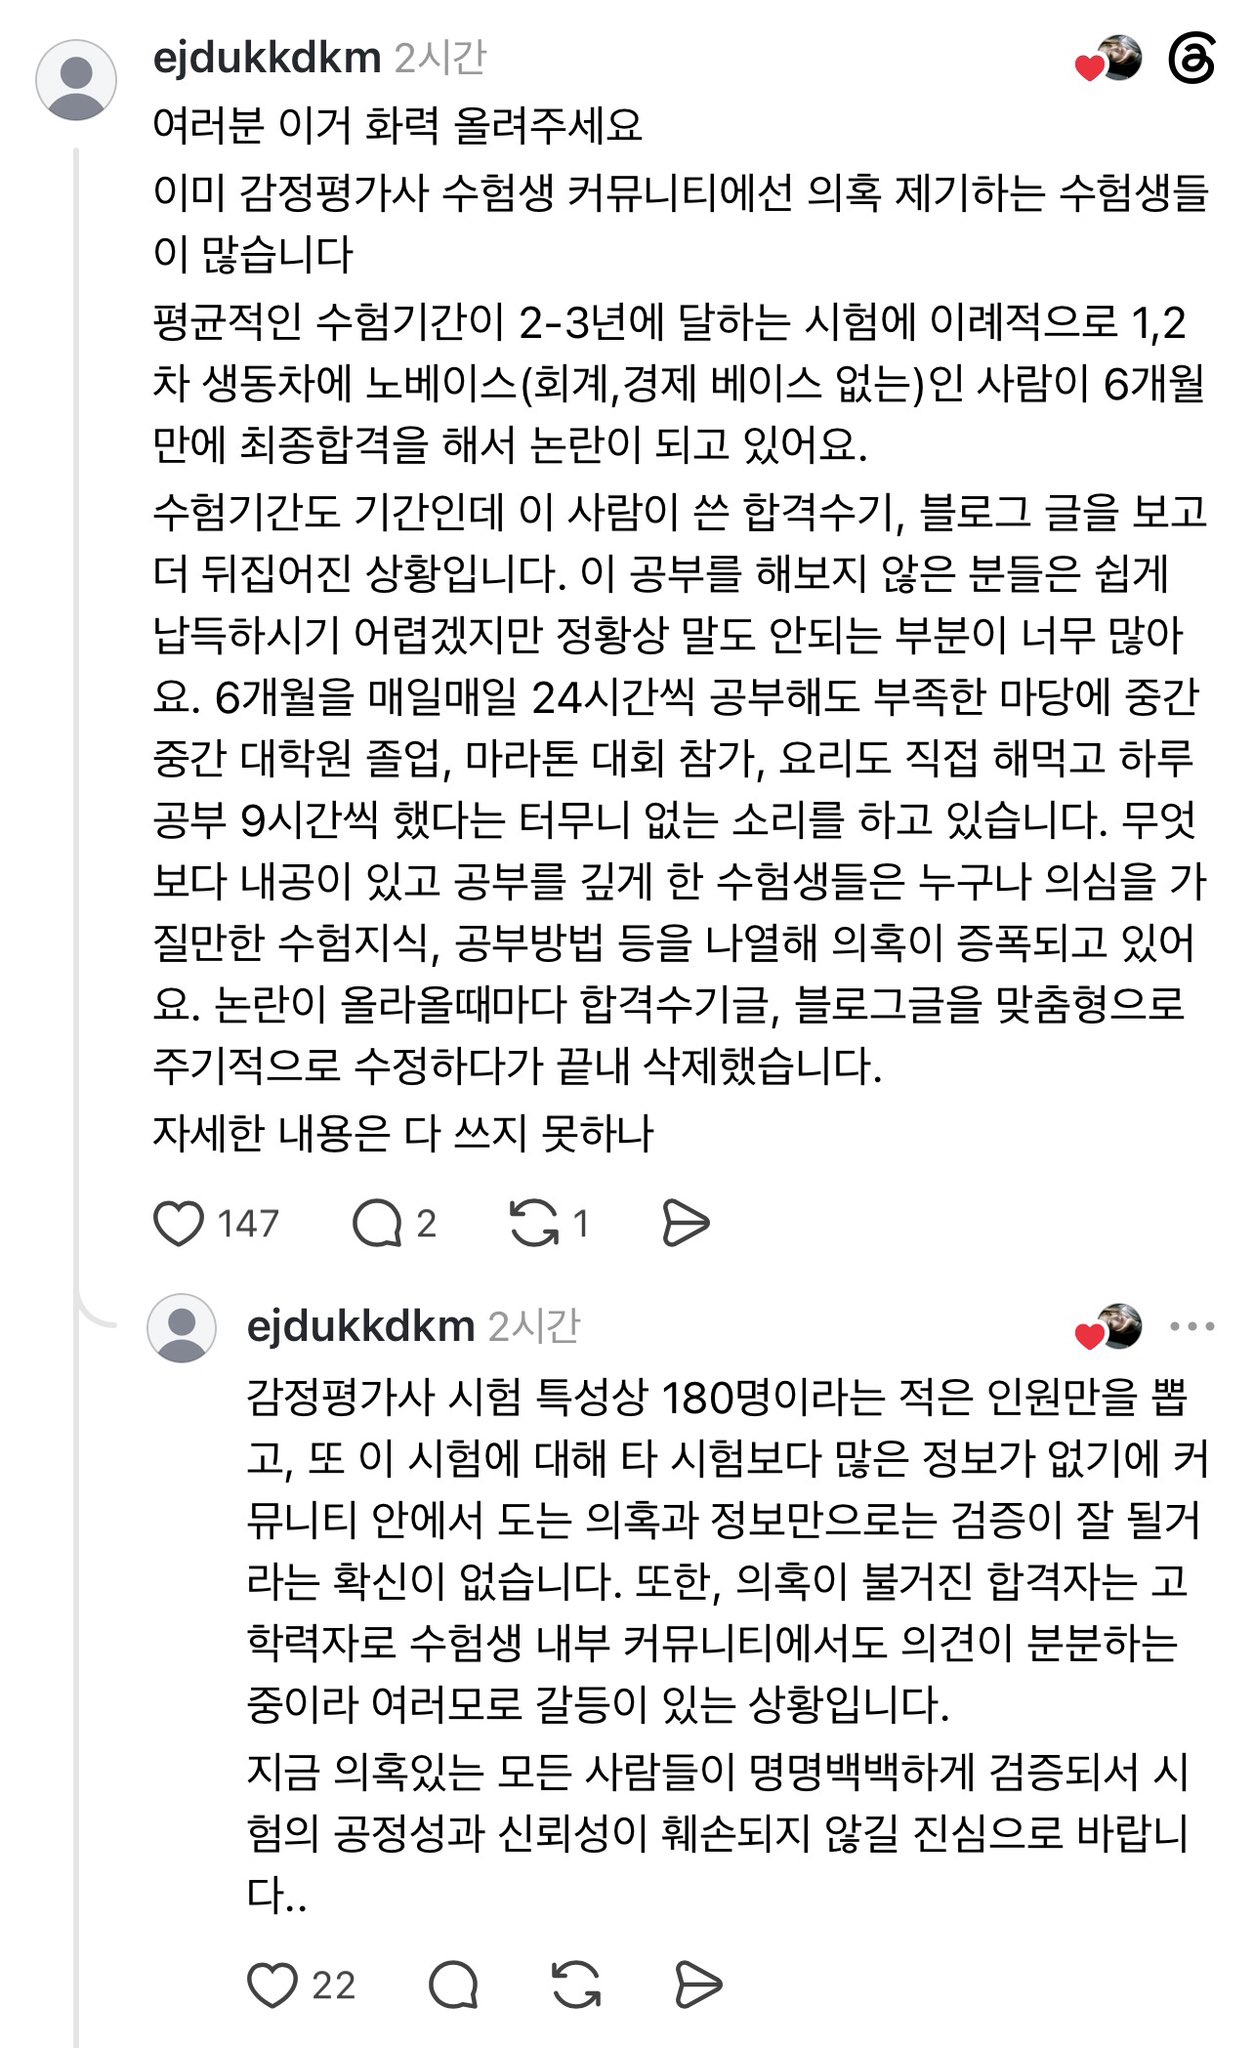 ejdukkdkm 2시간
여러분 이거 화력 올려주세요
이미 감정평가사 수험생 커뮤니티에선 의혹 제기하는 수험생들
이 많습니다
평균적인 수험기간이 2-3년에 달하는 시험에 이례적으로 1,2
차 생동차에 노베이스(회계,경제 베이스 없는)인 사람이 6개월
만에 최종합격을 해서 논란이 되고 있어요.
수험기간도 기간인데 이 사람이 쓴 합격수기, 블로그 글을 보고
더 뒤집어진 상황입니다. 이 공부를 해보지 않은 분들은 쉽게
납득하시기 어렵겠지만 정황상 말도 안되는 부분이 너무 많아
요. 6개월을 매일매일 24시간씩 공부해도 부족한 마당에 중간
중간 대학원 졸업, 마라톤 대회 참가, 요리도 직접 해먹고 하루
공부 9시간씩 했다는 터무니 없는 소리를 하고 있습니다. 무엇
보다 내공이 있고 공부를 깊게 한 수험생들은 누구나 의심을 가
질만한 수험지식, 공부방법 등을 나열해 의혹이 증폭되고 있어
요. 논란이 올라올때마다 합격수기글, 블로그글을 맞춤형으로
주기적으로 수정하다가 끝내 삭제했습니다.
자세한 내용은 다 쓰지 못하나
147 2 1
ejdukkdkm 2시간
감정평가사 시험 특성상 180명이라는 적은 인원만을 뽑
고, 또 이 시험에 대해 타 시험보다 많은 정보가 없기에 커
뮤니티 안에서 도는 의혹과 정보만으로는 검증이 잘 될거
라는 확신이 없습니다. 또한, 의혹이 불거진 합격자는 고
학력자로 수험생 내부 커뮤니티에서도 의견이 분분하는
중이라 여러모로 갈등이 있는 상황입니다.
지금 의혹있는 모든 사람들이 명명백백하게 검증되서 시
험의 공정성과 신뢰성이 훼손되지 않길 진심으로 바랍니
다..
22